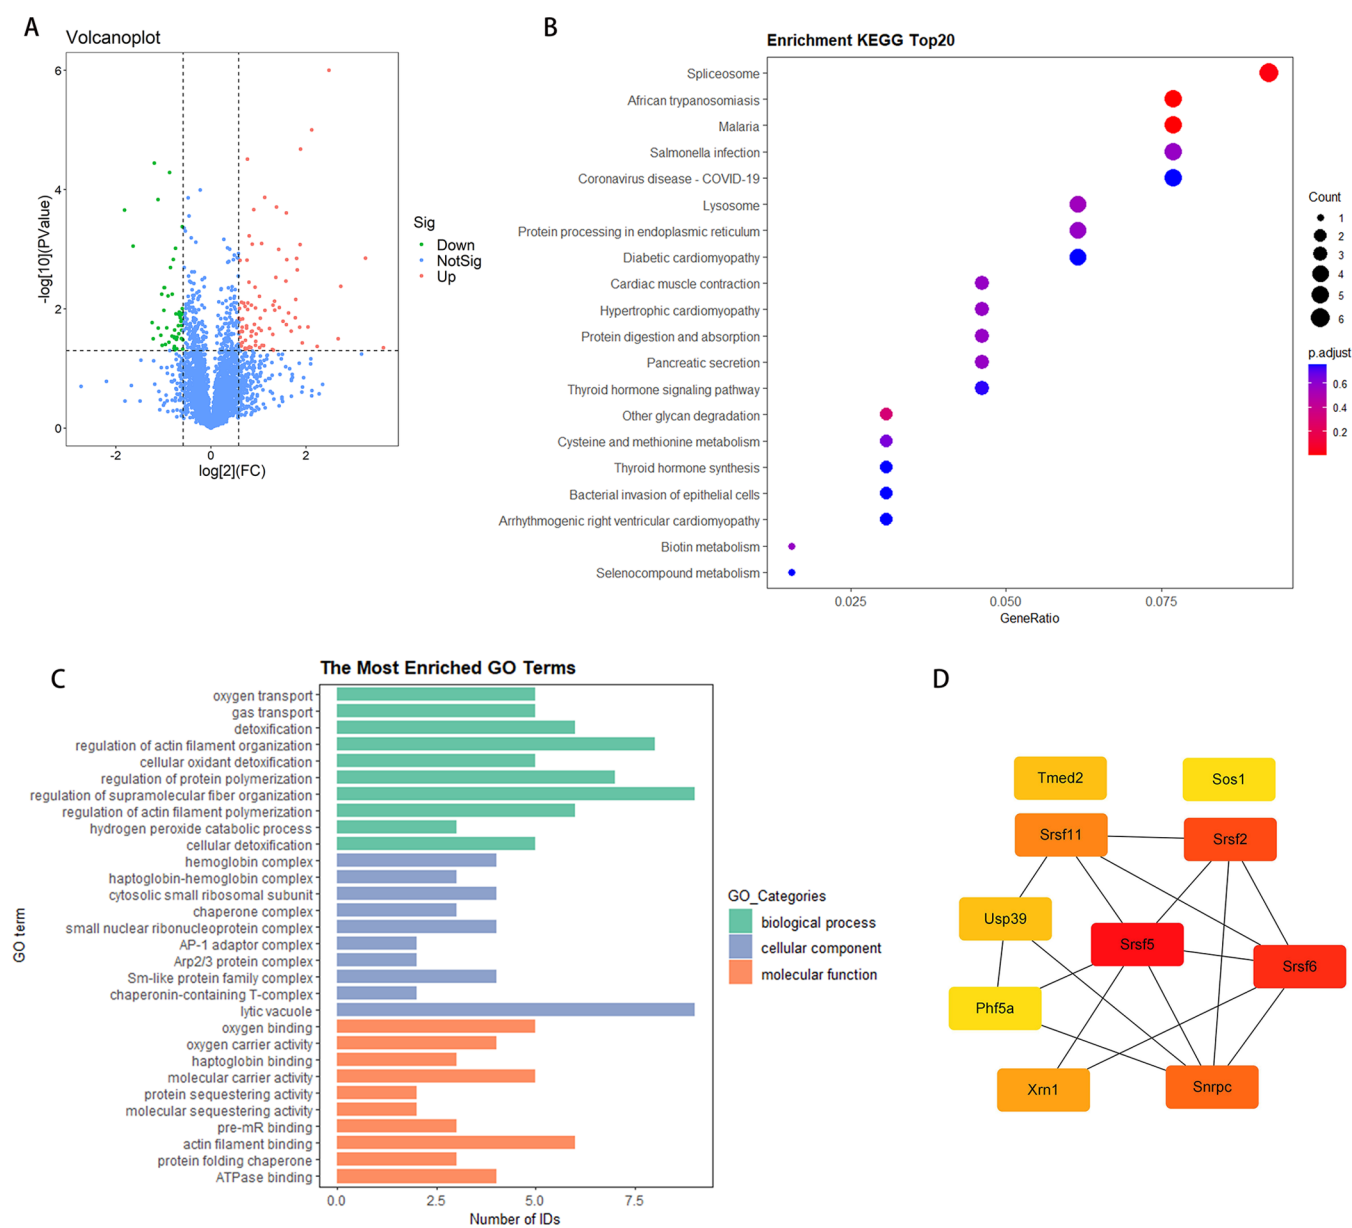 A
Volcanoplot
6
4
2
0
-log[10](PValue)
-2
0
2
log[2](FC)
Sig
Down
NotSig
Up
B
Enrichment KEGG Top20
Spliceosome
African trypanosomiasis
Malaria
Salmonella infection
Coronavirus disease - COVID-19
Lysosome
Protein processing in endoplasmic reticulum
Diabetic cardiomyopathy
Cardiac muscle contraction
Hypertrophic cardiomyopathy
Protein digestion and absorption
Pancreatic secretion
Thyroid hormone signaling pathway
Other glycan degradation
Cysteine and methionine metabolism
Thyroid hormone synthesis
Bacterial invasion of epithelial cells
Arrhythmogenic right ventricular cardiomyopathy
Biotin metabolism
Selenocompound metabolism
0.025
0.050
0.075
GeneRatio
Count
1
2
3
4
5
6
p.adjust
0.6
0.4
0.2
C
The Most Enriched GO Terms
GO term
oxygen transport
gas transport
detoxification
regulation of actin filament organization
cellular oxidant detoxification
regulation of protein polymerization
regulation of supramolecular fiber organization
regulation of actin filament polymerization
hydrogen peroxide catabolic process
cellular detoxification
hemoglobin complex
haptoglobin-hemoglobin complex
cytosolic small ribosomal subunit
chaperone complex
small nuclear ribonucleoprotein complex
AP-1 adaptor complex
Arp2/3 protein complex
Sm-like protein family complex
chaperonin-containing T-complex
lytic vacuole
oxygen binding
oxygen carrier activity
haptoglobin binding
molecular carrier activity
protein sequestering activity
molecular sequestering activity
pre-mR binding
actin filament binding
protein folding chaperone
ATPase binding
0.0
2.5
5.0
7.5
Number of IDs
GO_Categories
biological process
cellular component
molecular function
D
Tmed2
Sos1
Srsf11
Srsf2
Usp39
Srsf5
Srsf6
Phf5a
Xrn1
Snrpc